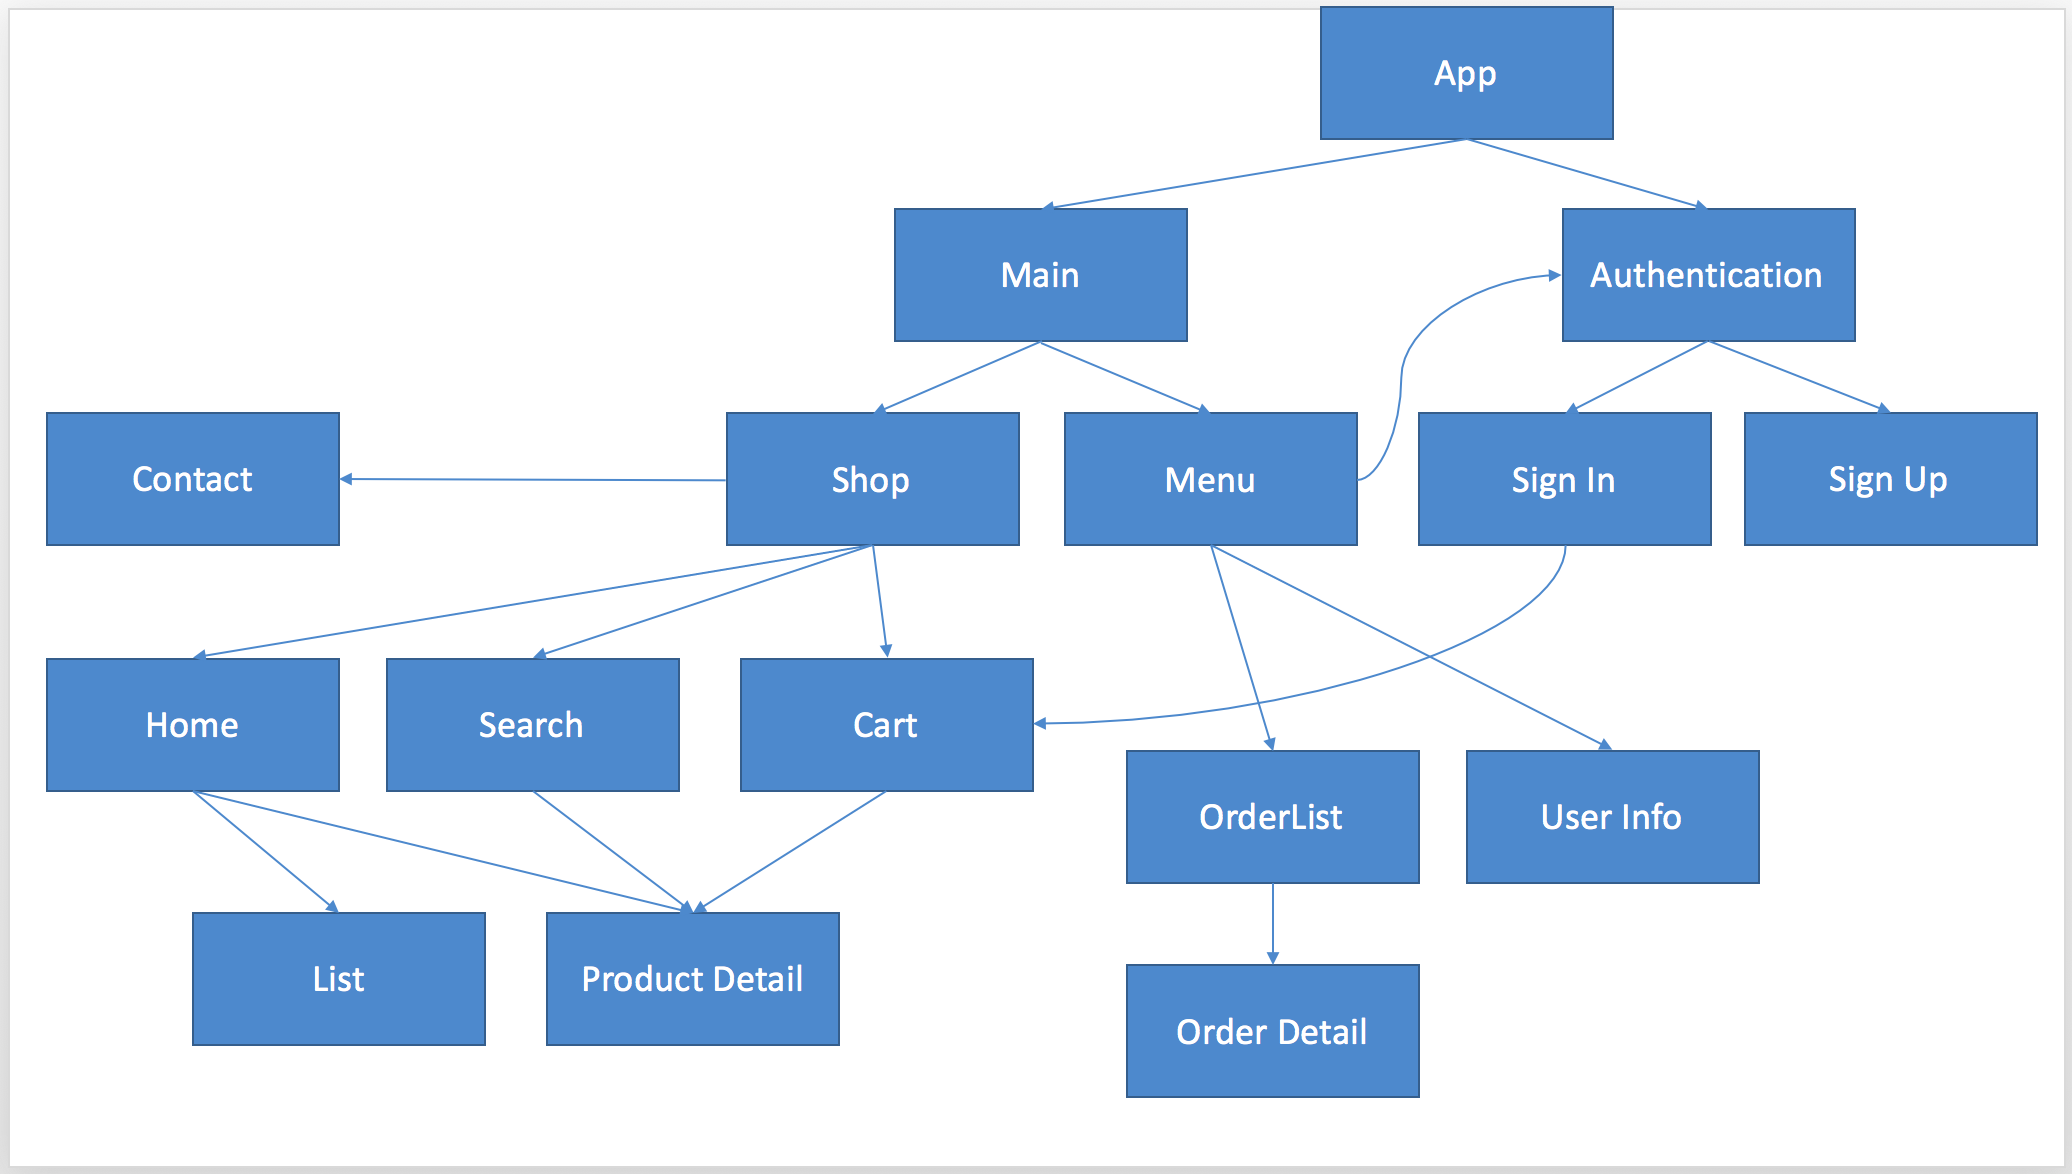 App
Main
Authentication
Contact
Shop
Menu
Sign In
Sign Up
Home
Search
Cart
OrderList
User Info
List
Product Detail
Order Detail